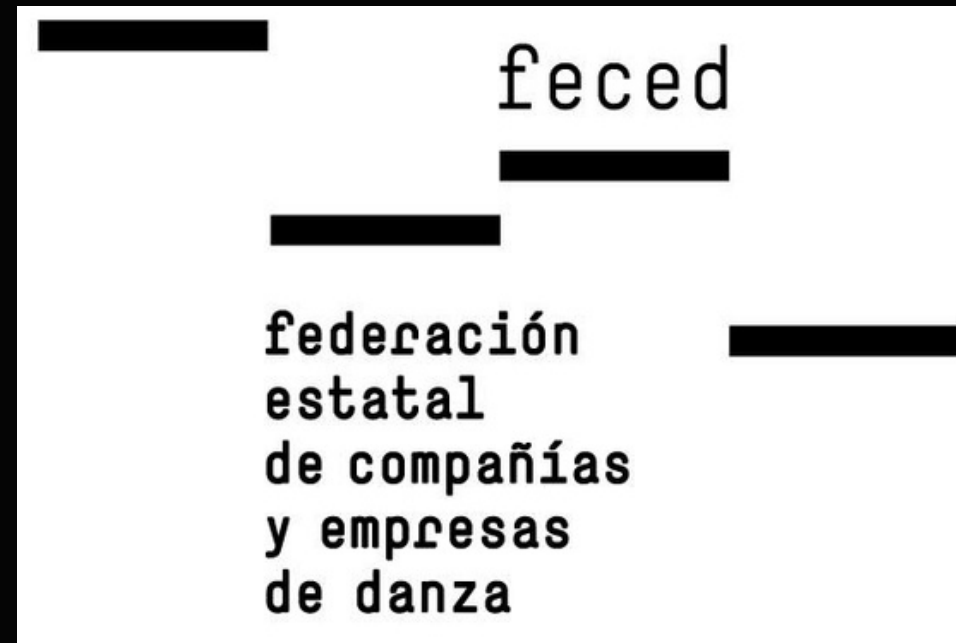 feced
federación
estatal
de compañías
y empresas
de danza